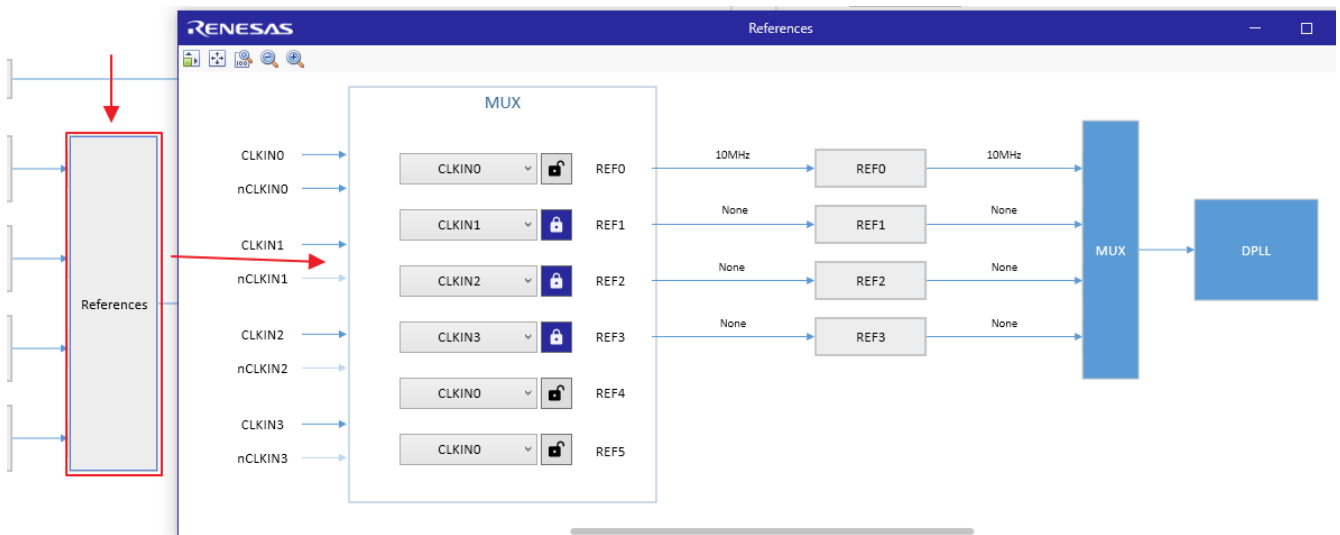 RENESAS
References
100
MUX
CLKIN0
nCLKIN0
CLKIN1
nCLKIN1
CLKIN2
nCLKIN2
CLKIN3
nCLKIN3
CLKIN0 REF0
CLKIN1 REF1
CLKIN2 REF2
CLKIN3 REF3
CLKIN0 REF4
CLKIN0 REF5
10MHz REF0 10MHz
None REF1 None
None REF2 None
None REF3 None
MUX
DPLL
References